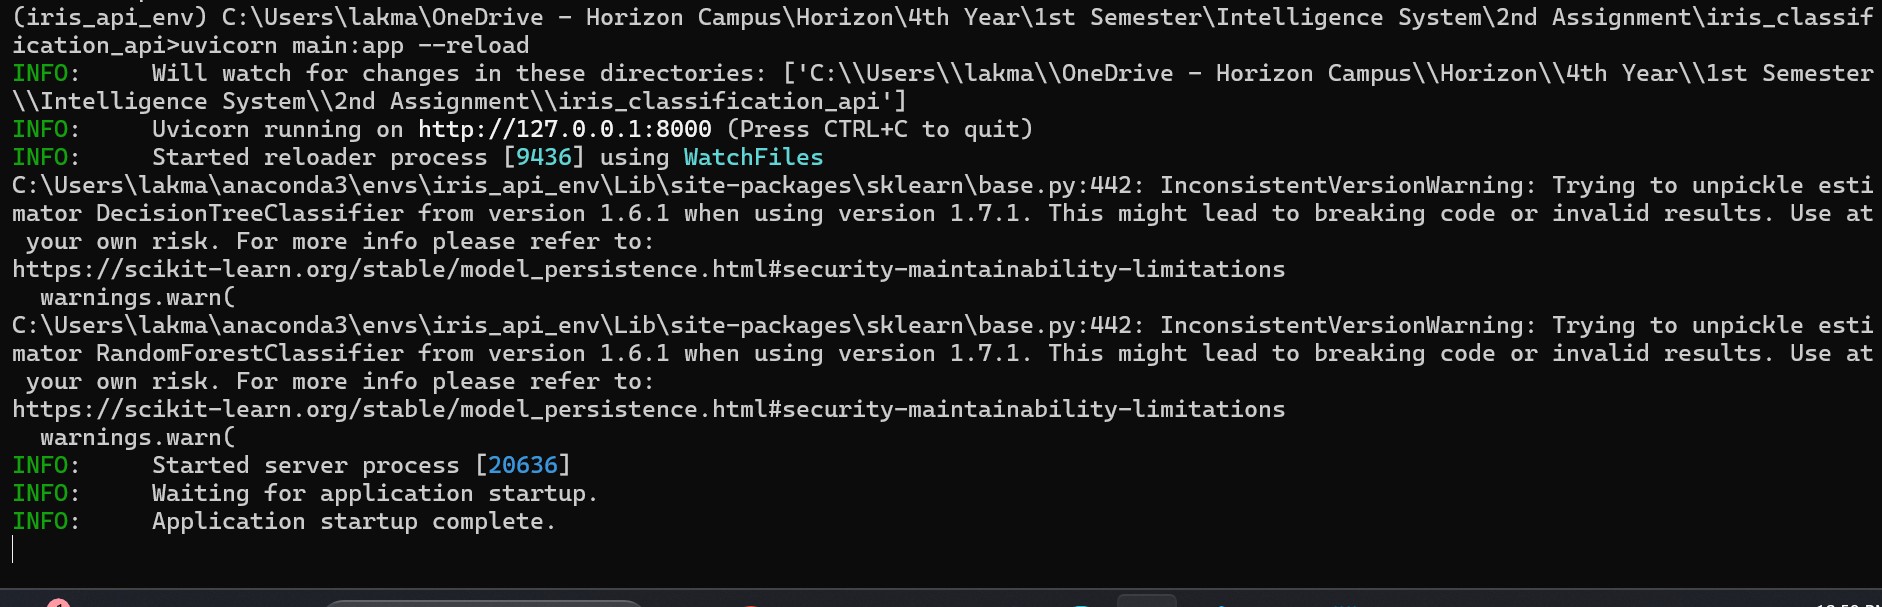 (iris_api_env) C:\Users\lakma\OneDrive - Horizon Campus\Horizon\4th Year\1st Semester\Intelligence System\2nd Assignment\iris_classif
ication_api>uvicorn main:app --reload
INFO:     Will watch for changes in these directories: ['C:\\Users\\lakma\\OneDrive - Horizon Campus\\Horizon\\4th Year\\1st Semester
\\Intelligence System\\2nd Assignment\\iris_classification_api']
INFO:     Uvicorn running on http://127.0.0.1:8000 (Press CTRL+C to quit)
INFO:     Started reloader process [9436] using WatchFiles
C:\Users\lakma\anaconda3\envs\iris_api_env\Lib\site-packages\sklearn\base.py:442: InconsistentVersionWarning: Trying to unpickle esti
mator DecisionTreeClassifier from version 1.6.1 when using version 1.7.1. This might lead to breaking code or invalid results. Use at
 your own risk. For more info please refer to:
https://scikit-learn.org/stable/model_persistence.html#security-maintainability-limitations
  warnings.warn(
C:\Users\lakma\anaconda3\envs\iris_api_env\Lib\site-packages\sklearn\base.py:442: InconsistentVersionWarning: Trying to unpickle esti
mator RandomForestClassifier from version 1.6.1 when using version 1.7.1. This might lead to breaking code or invalid results. Use at
 your own risk. For more info please refer to:
https://scikit-learn.org/stable/model_persistence.html#security-maintainability-limitations
  warnings.warn(
INFO:     Started server process [20636]
INFO:     Waiting for application startup.
INFO:     Application startup complete.